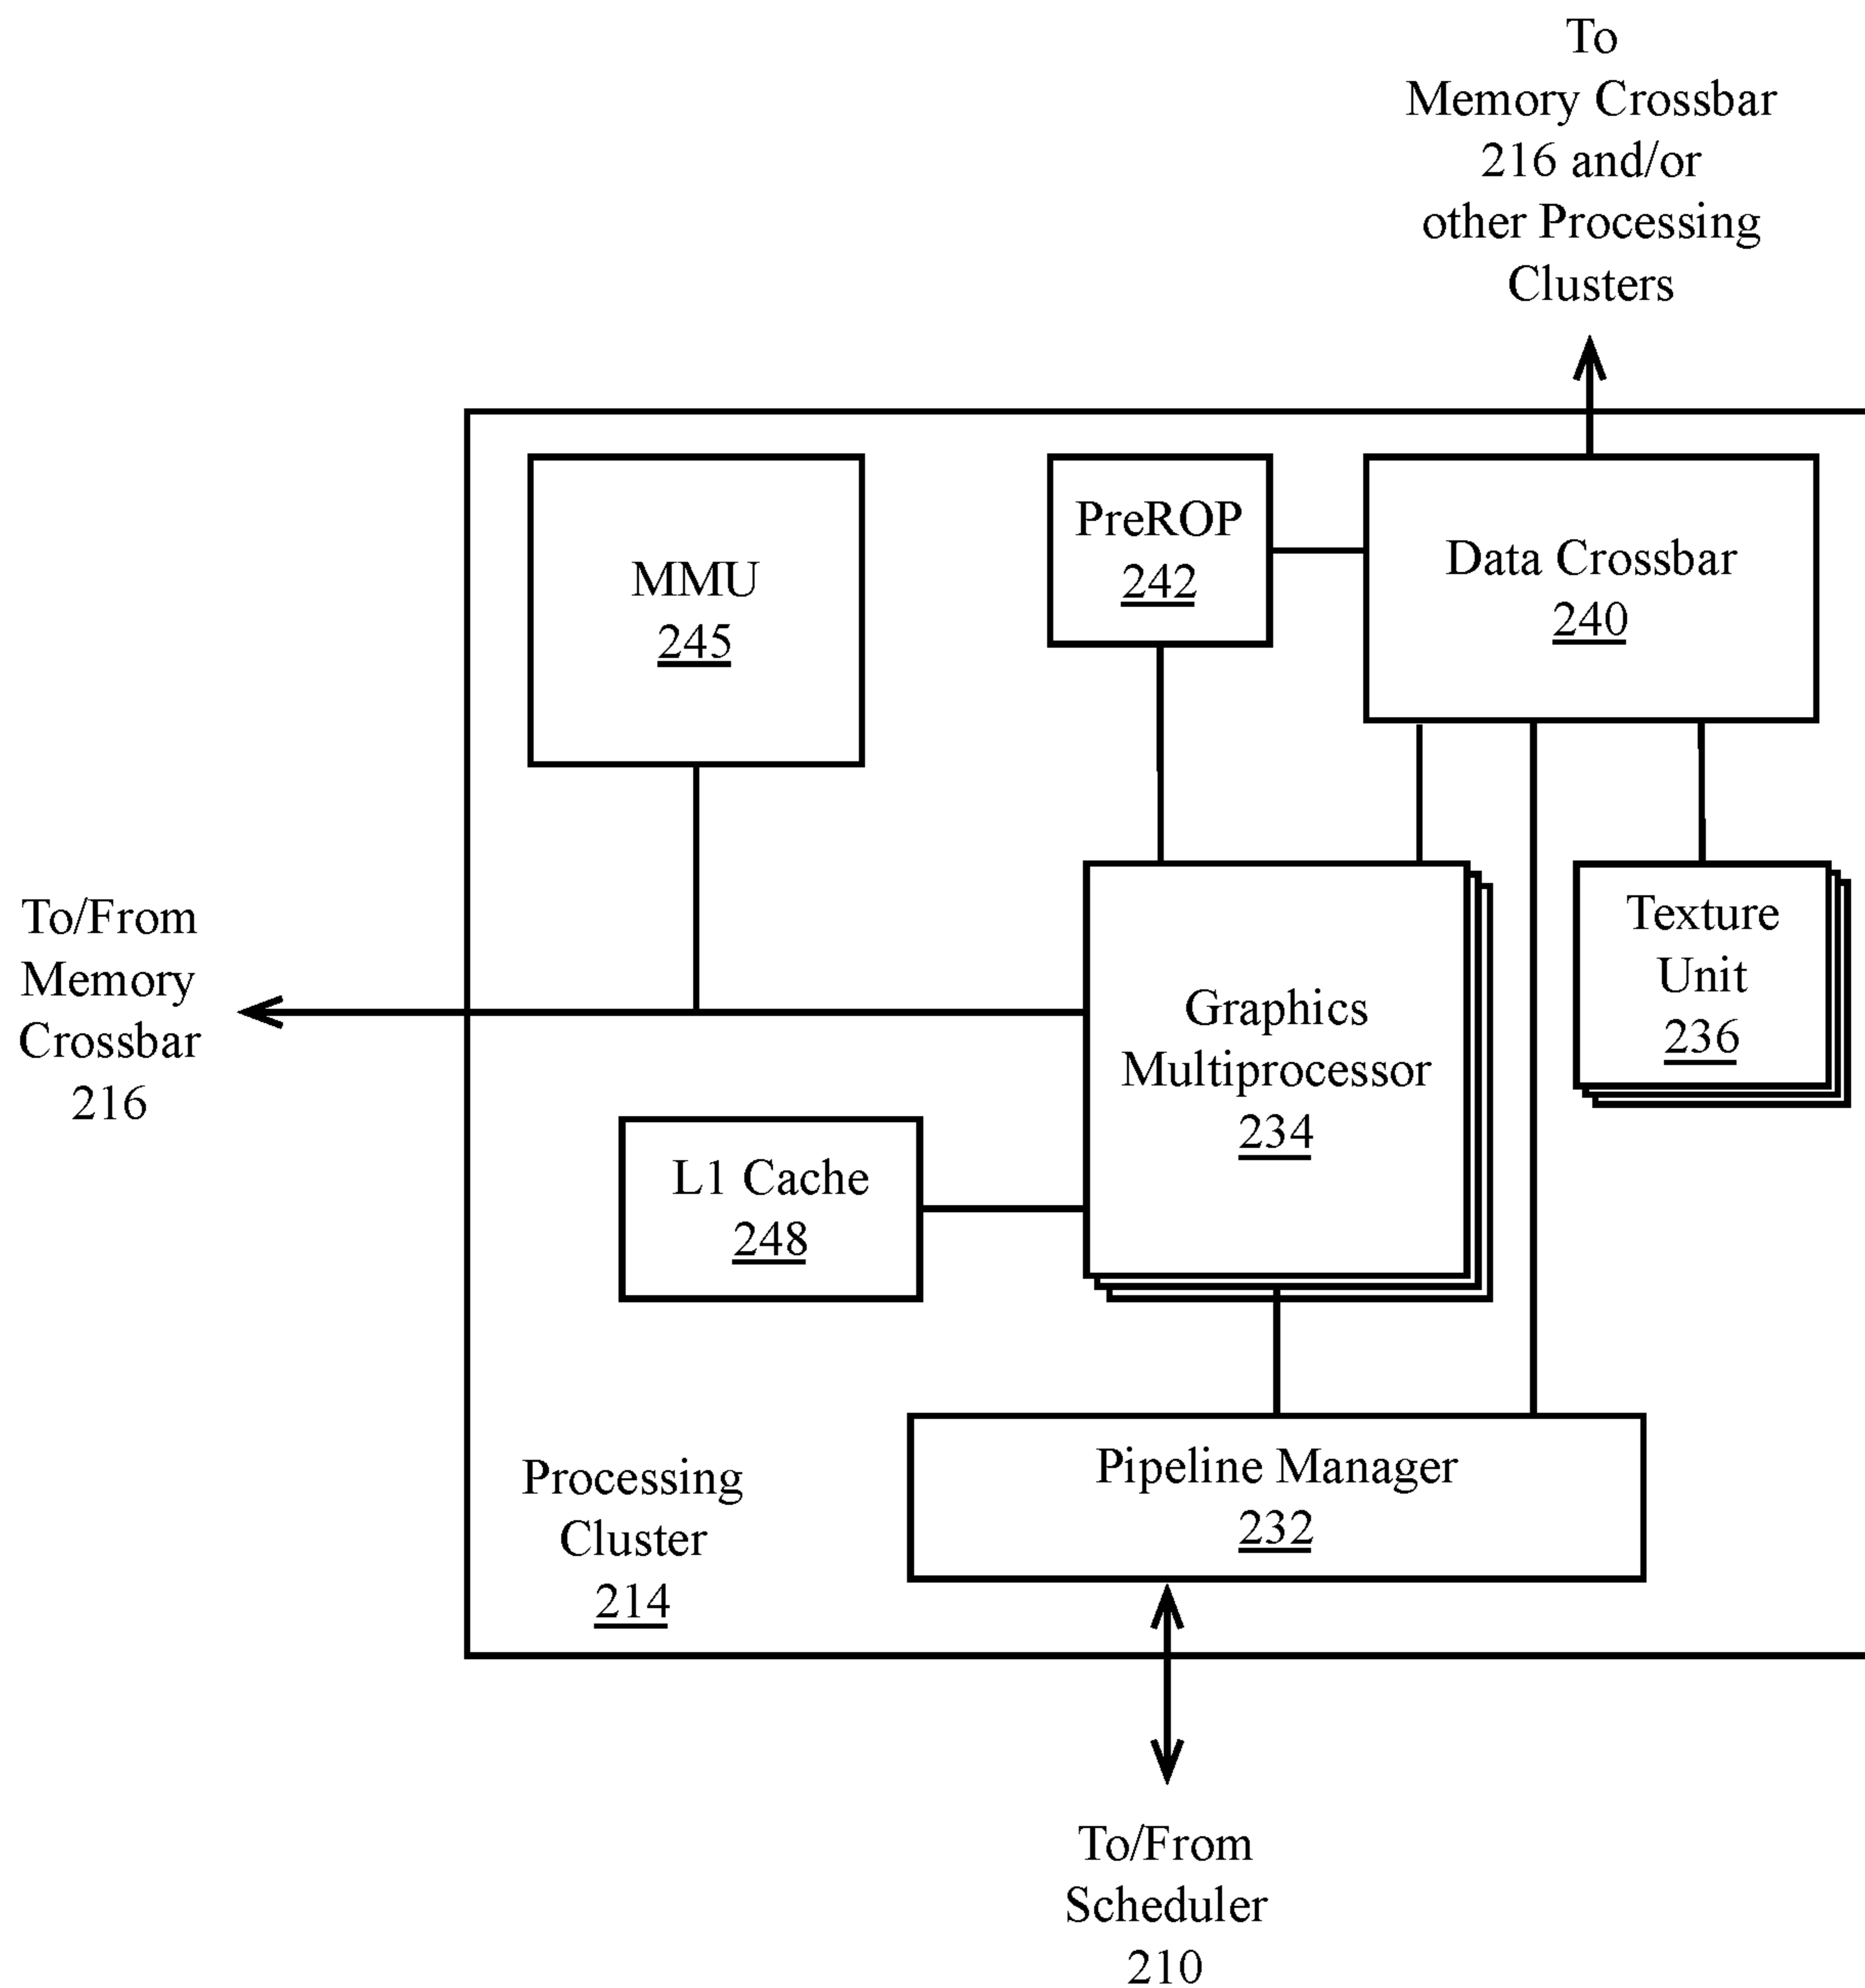 To
Memory Crossbar
216 and/or
other Processing
Clusters
MMU
245
PreROP
242
Data Crossbar
240
To/From
Memory
Crossbar
216
Graphics
Multiprocessor
234
Texture
Unit
236
L1 Cache
248
Processing
Cluster
214
Pipeline Manager
232
To/From
Scheduler
210